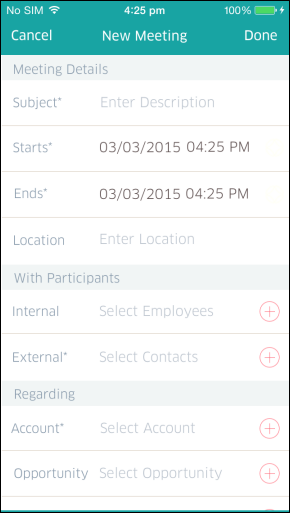 No SIM 4:25 pm 100%
Cancel New Meeting Done
Meeting Details
Subject* Enter Description
Starts* 03/03/2015 04:25 PM
Ends* 03/03/2015 04:25 PM
Location Enter Location
With Participants
Internal Select Employees
External* Select Contacts
Regarding
Account* Select Account
Opportunity Select Opportunity